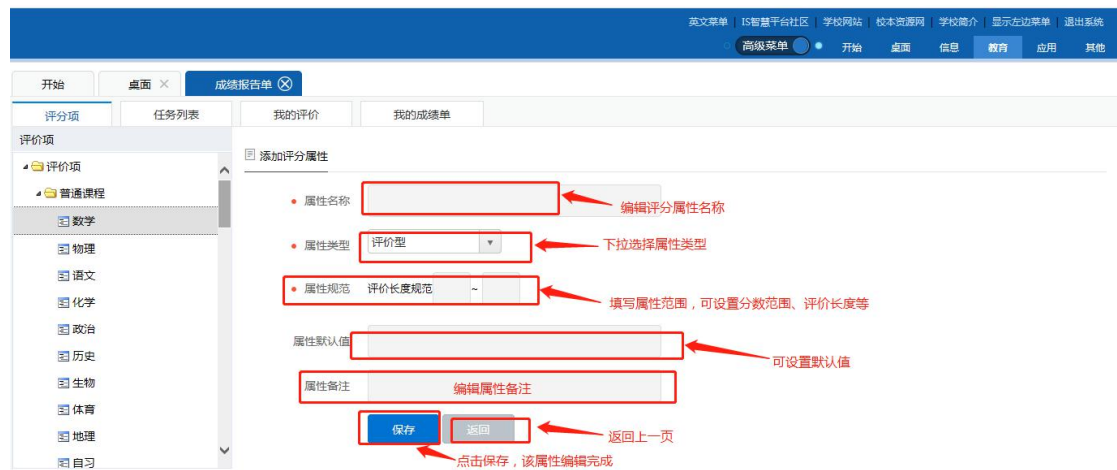 英文菜单 | IS智慧平台社区 | 学校网站 | 校本资源网 | 学校简介 | 显示左边菜单 | 退出系统
高级菜单 开始 桌面 信息 教育 应用 其他
开始 桌面 成绩报告单
评分项 任务列表 我的评价 我的成绩单
评价项
添加评分属性
评价项
普通课程
属性名称
编辑评分属性名称
数学
属性类型 评价型
下拉选择属性类型
物理
语文
属性规范 评价长度规范 ~
填写属性范围，可设置分数范围、评价长度等
化学
政治
属性默认值
可设置默认值
历史
生物
属性备注 编辑属性备注
体育
保存 返回
返回上一页
地理
点击保存，该属性编辑完成
自习